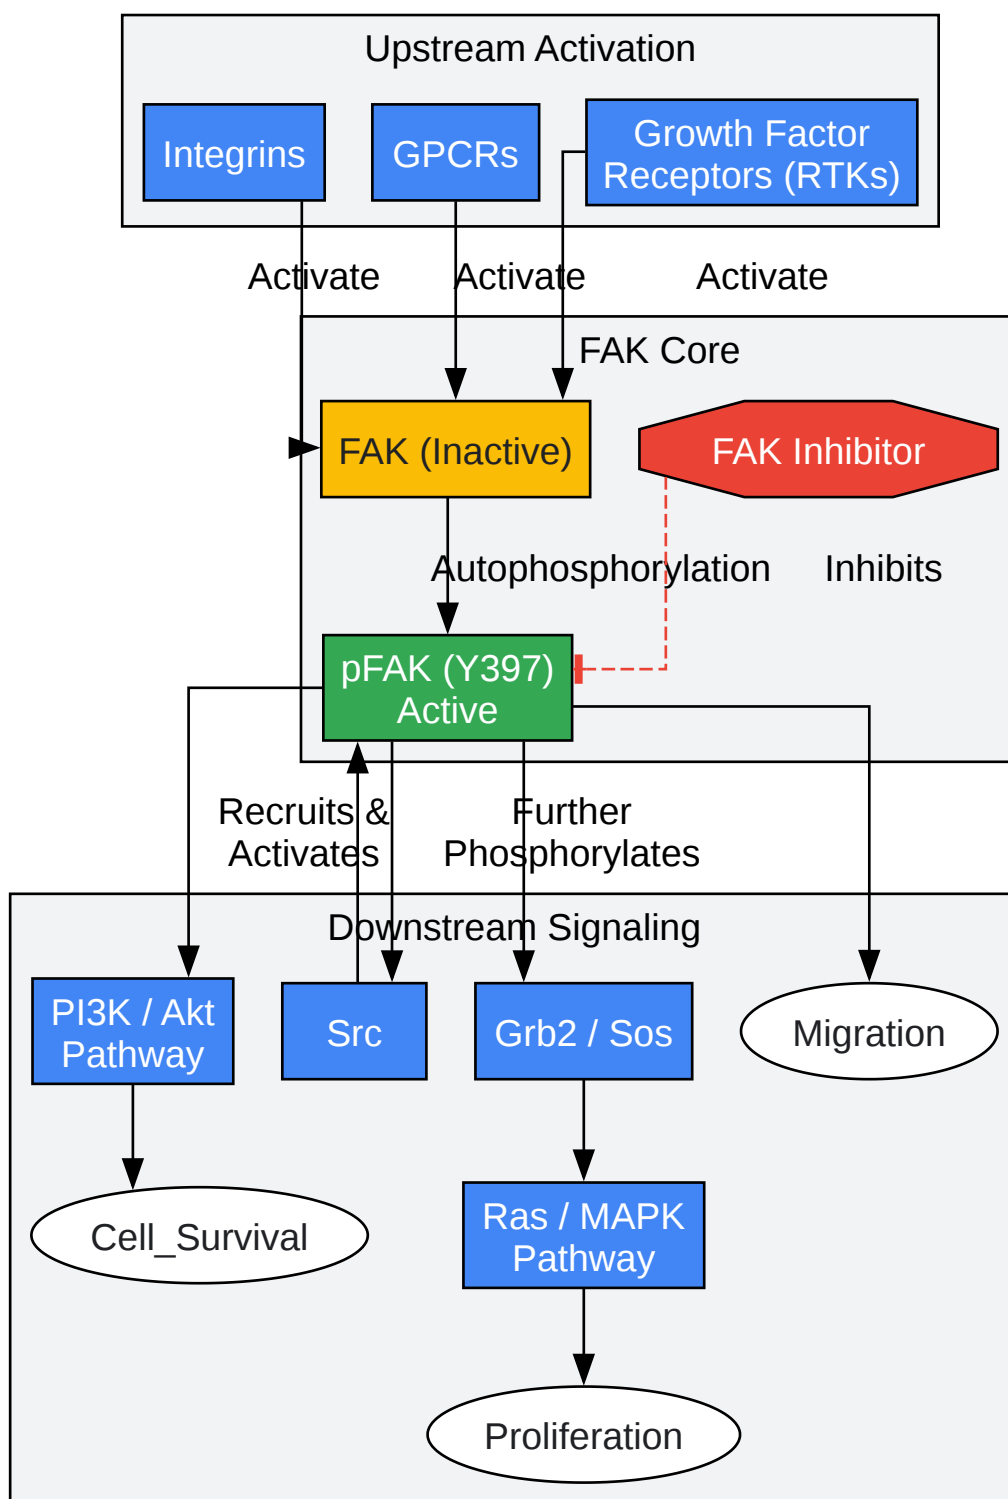 Upstream Activation
Integrins
GPCRs
Growth Factor
Receptors (RTKs)
Activate
Activate
Activate
FAK Core
FAK (Inactive)
FAK Inhibitor
Autophosphorylation
Inhibits
pFAK (Y397)
Active
Recruits &
Activates
Further
Phosphorylates
Downstream Signaling
PI3K / Akt
Pathway
Src
Grb2 / Sos
Migration
Cell_Survival
Ras / MAPK
Pathway
Proliferation